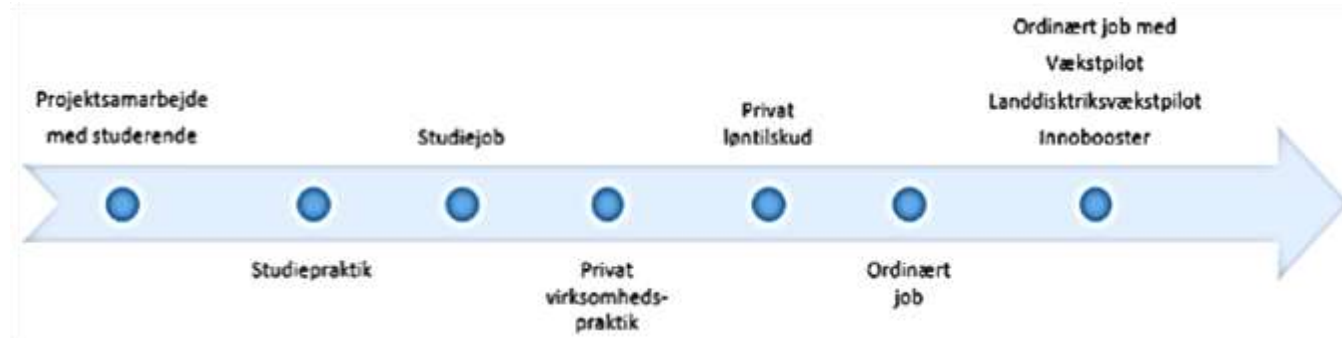 Projektsamarbejde
med studerende
Studiepraktik
Studiejob
Privat
virksomheds-
praktik
Privat
løntilskud
Ordinært
job
Ordinært job med
Vækstpilot
Landdisktriksvækstpilot
Innobooster